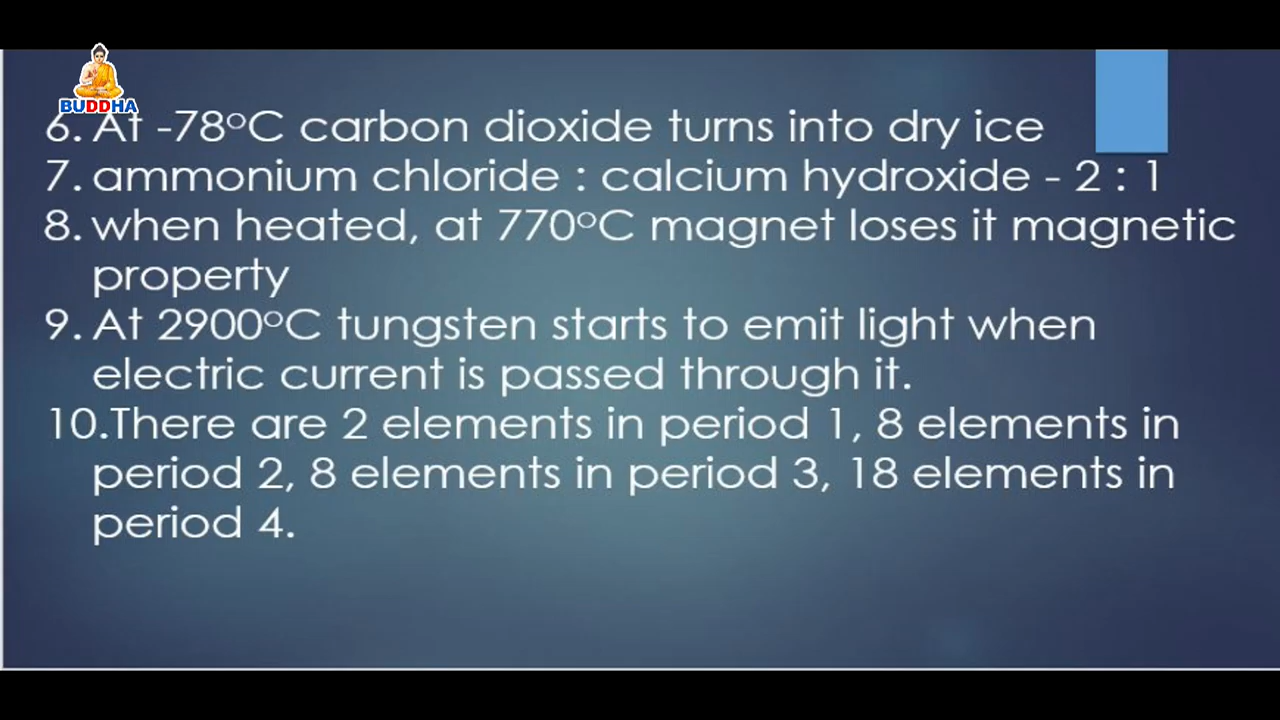 BUDDHA
6. At -78°C carbon dioxide turns into dry ice
7. ammonium chloride : calcium hydroxide - 2 : 1
8. when heated, at 770°C magnet loses it magnetic
property
9. At 2900°C tungsten starts to emit light when
electric current is passed through it.
10.There are 2 elements in period 1, 8 elements in
period 2, 8 elements in period 3, 18 elements in
period 4.